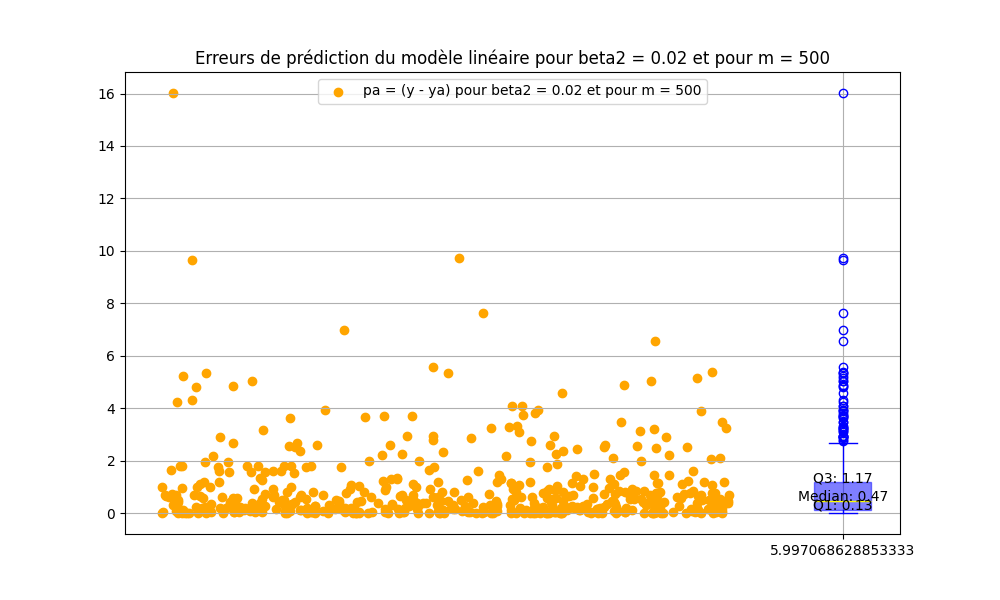 Erreurs de prédiction du modèle linéaire pour beta2 = 0.02 et pour m = 500
pa = (y - ya) pour beta2 = 0.02 et pour m = 500
16
14
12
10
8
6
4
2
0
Q3: 1.17
Median: 0.47
Q1: 0.13
5.997068628853333